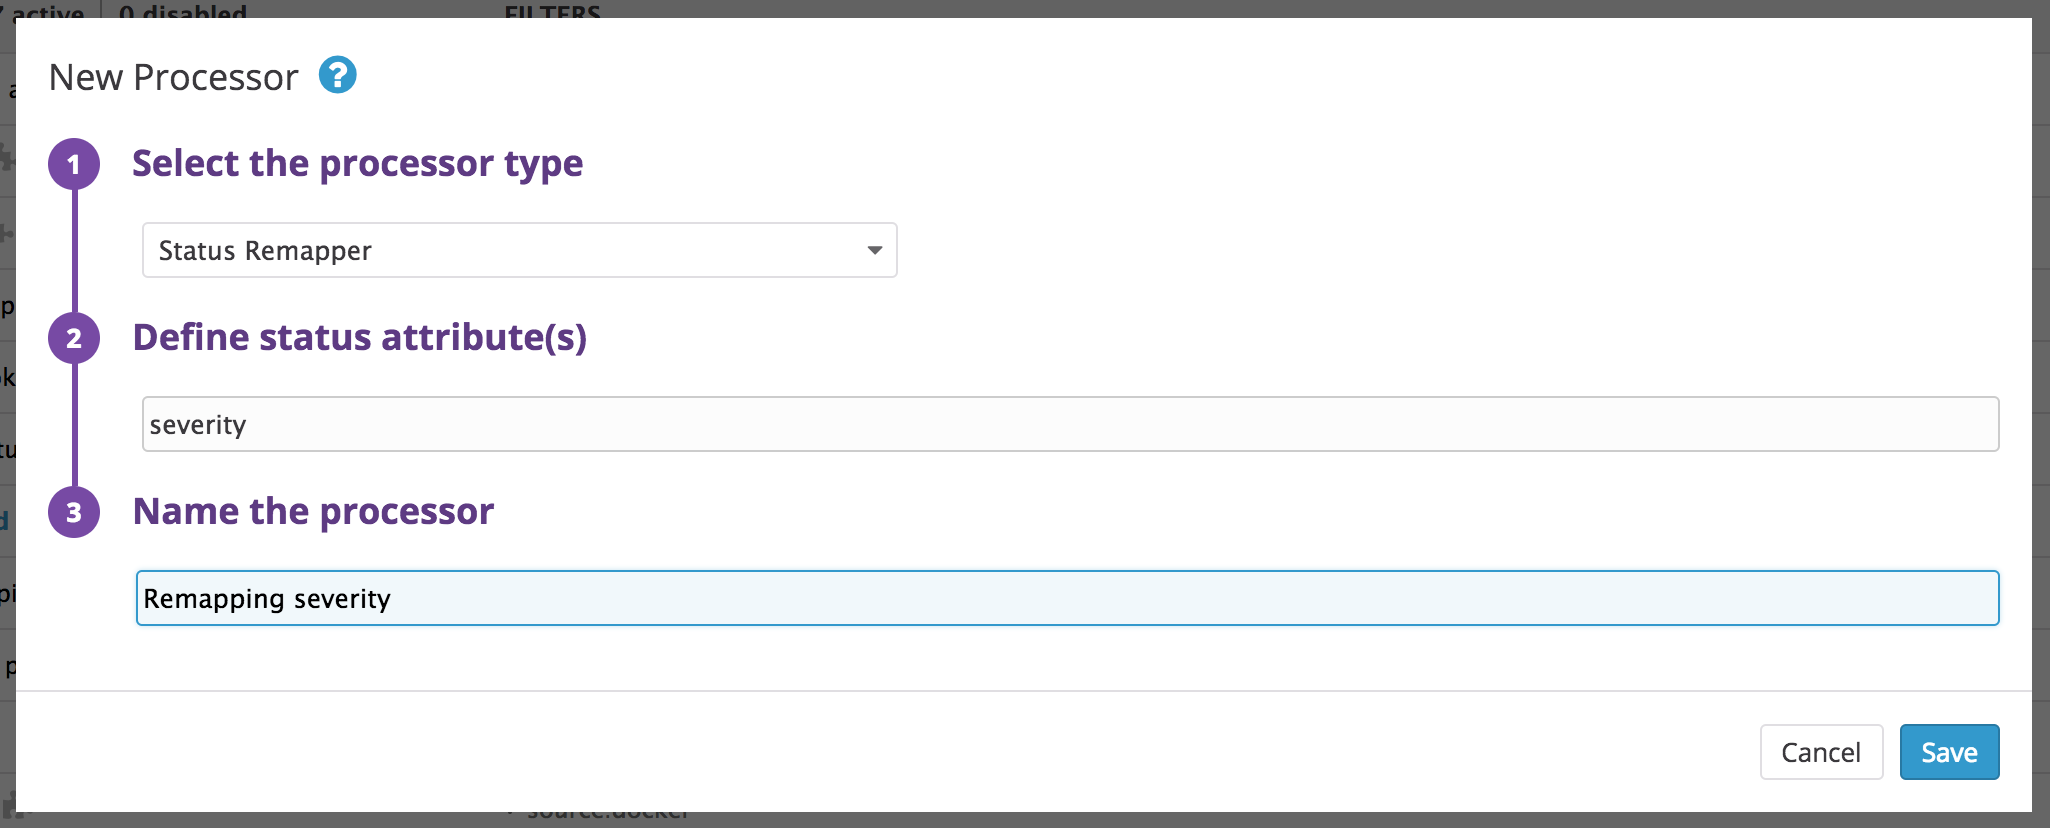 active 0 disabled FILTERS
New Processor ?
1 Select the processor type
Status Remapper
2 Define status attribute(s)
severity
3 Name the processor
Remapping severity
Cancel Save
source:docker